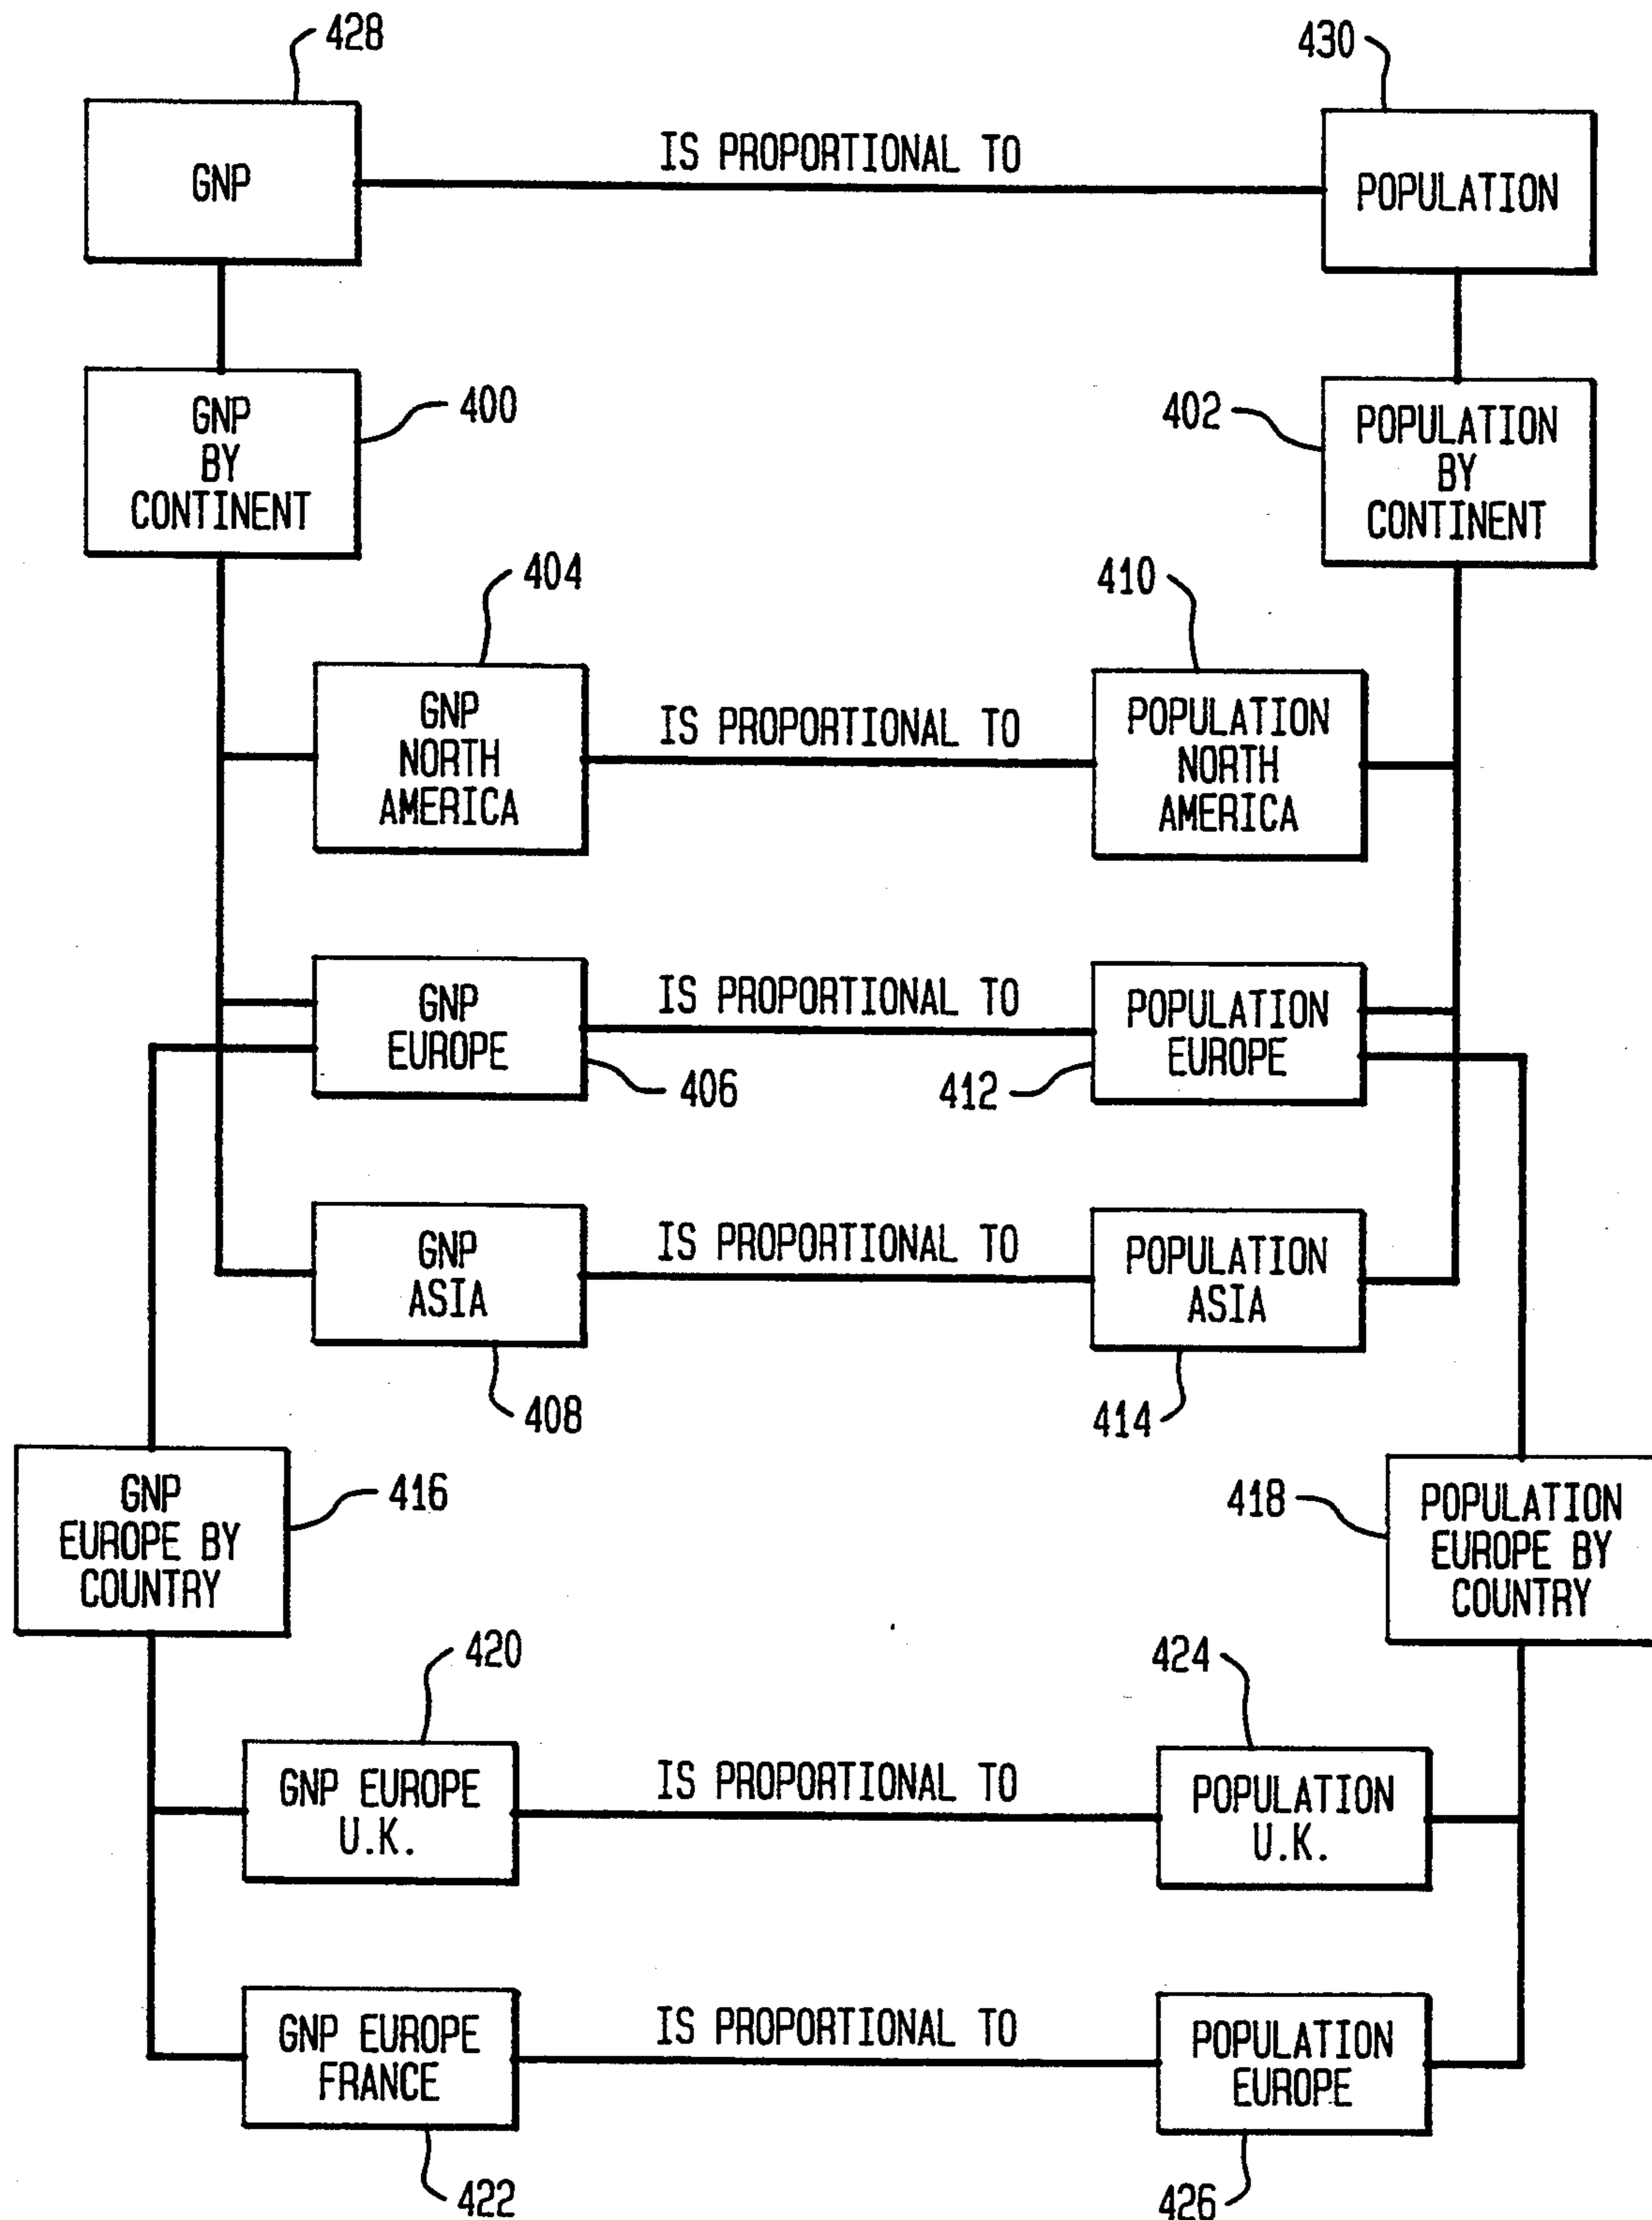 428
430
GNP
IS PROPORTIONAL TO
POPULATION
GNP
BY
CONTINENT
400
402
POPULATION
BY
CONTINENT
404
410
GNP
NORTH
AMERICA
IS PROPORTIONAL TO
POPULATION
NORTH
AMERICA
GNP
EUROPE
IS PROPORTIONAL TO
POPULATION
EUROPE
406
412
GNP
ASIA
IS PROPORTIONAL TO
POPULATION
ASIA
408
414
GNP
EUROPE BY
COUNTRY
416
418
POPULATION
EUROPE BY
COUNTRY
420
424
GNP EUROPE
U.K.
IS PROPORTIONAL TO
POPULATION
U.K.
GNP EUROPE
FRANCE
IS PROPORTIONAL TO
POPULATION
EUROPE
422
426